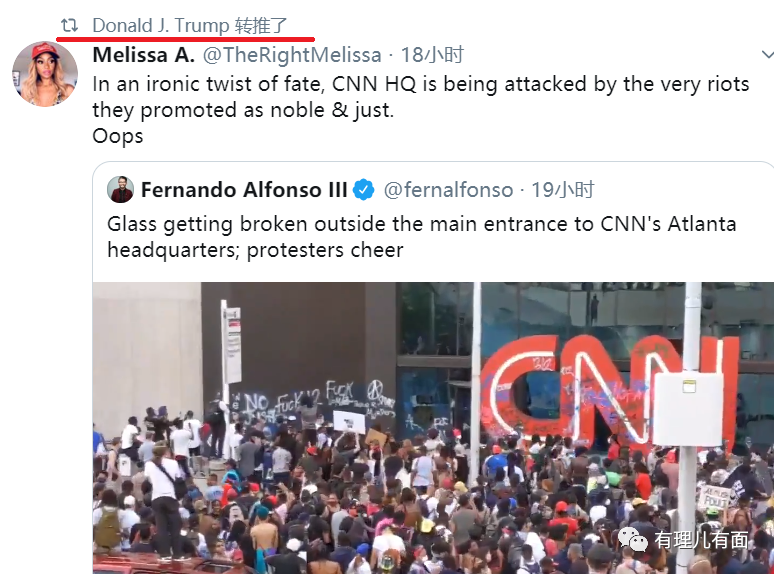 Donald J. Trump 转推了
Melissa A. @TheRightMelissa · 18小时
In an ironic twist of fate, CNN HQ is being attacked by the very riots
they promoted as noble & just.
Oops
Fernando Alfonso III @fernalfonso · 19小时
Glass getting broken outside the main entrance to CNN's Atlanta
headquarters; protesters cheer
NO
FUCK 12
FUCK
CNN
有理儿有面